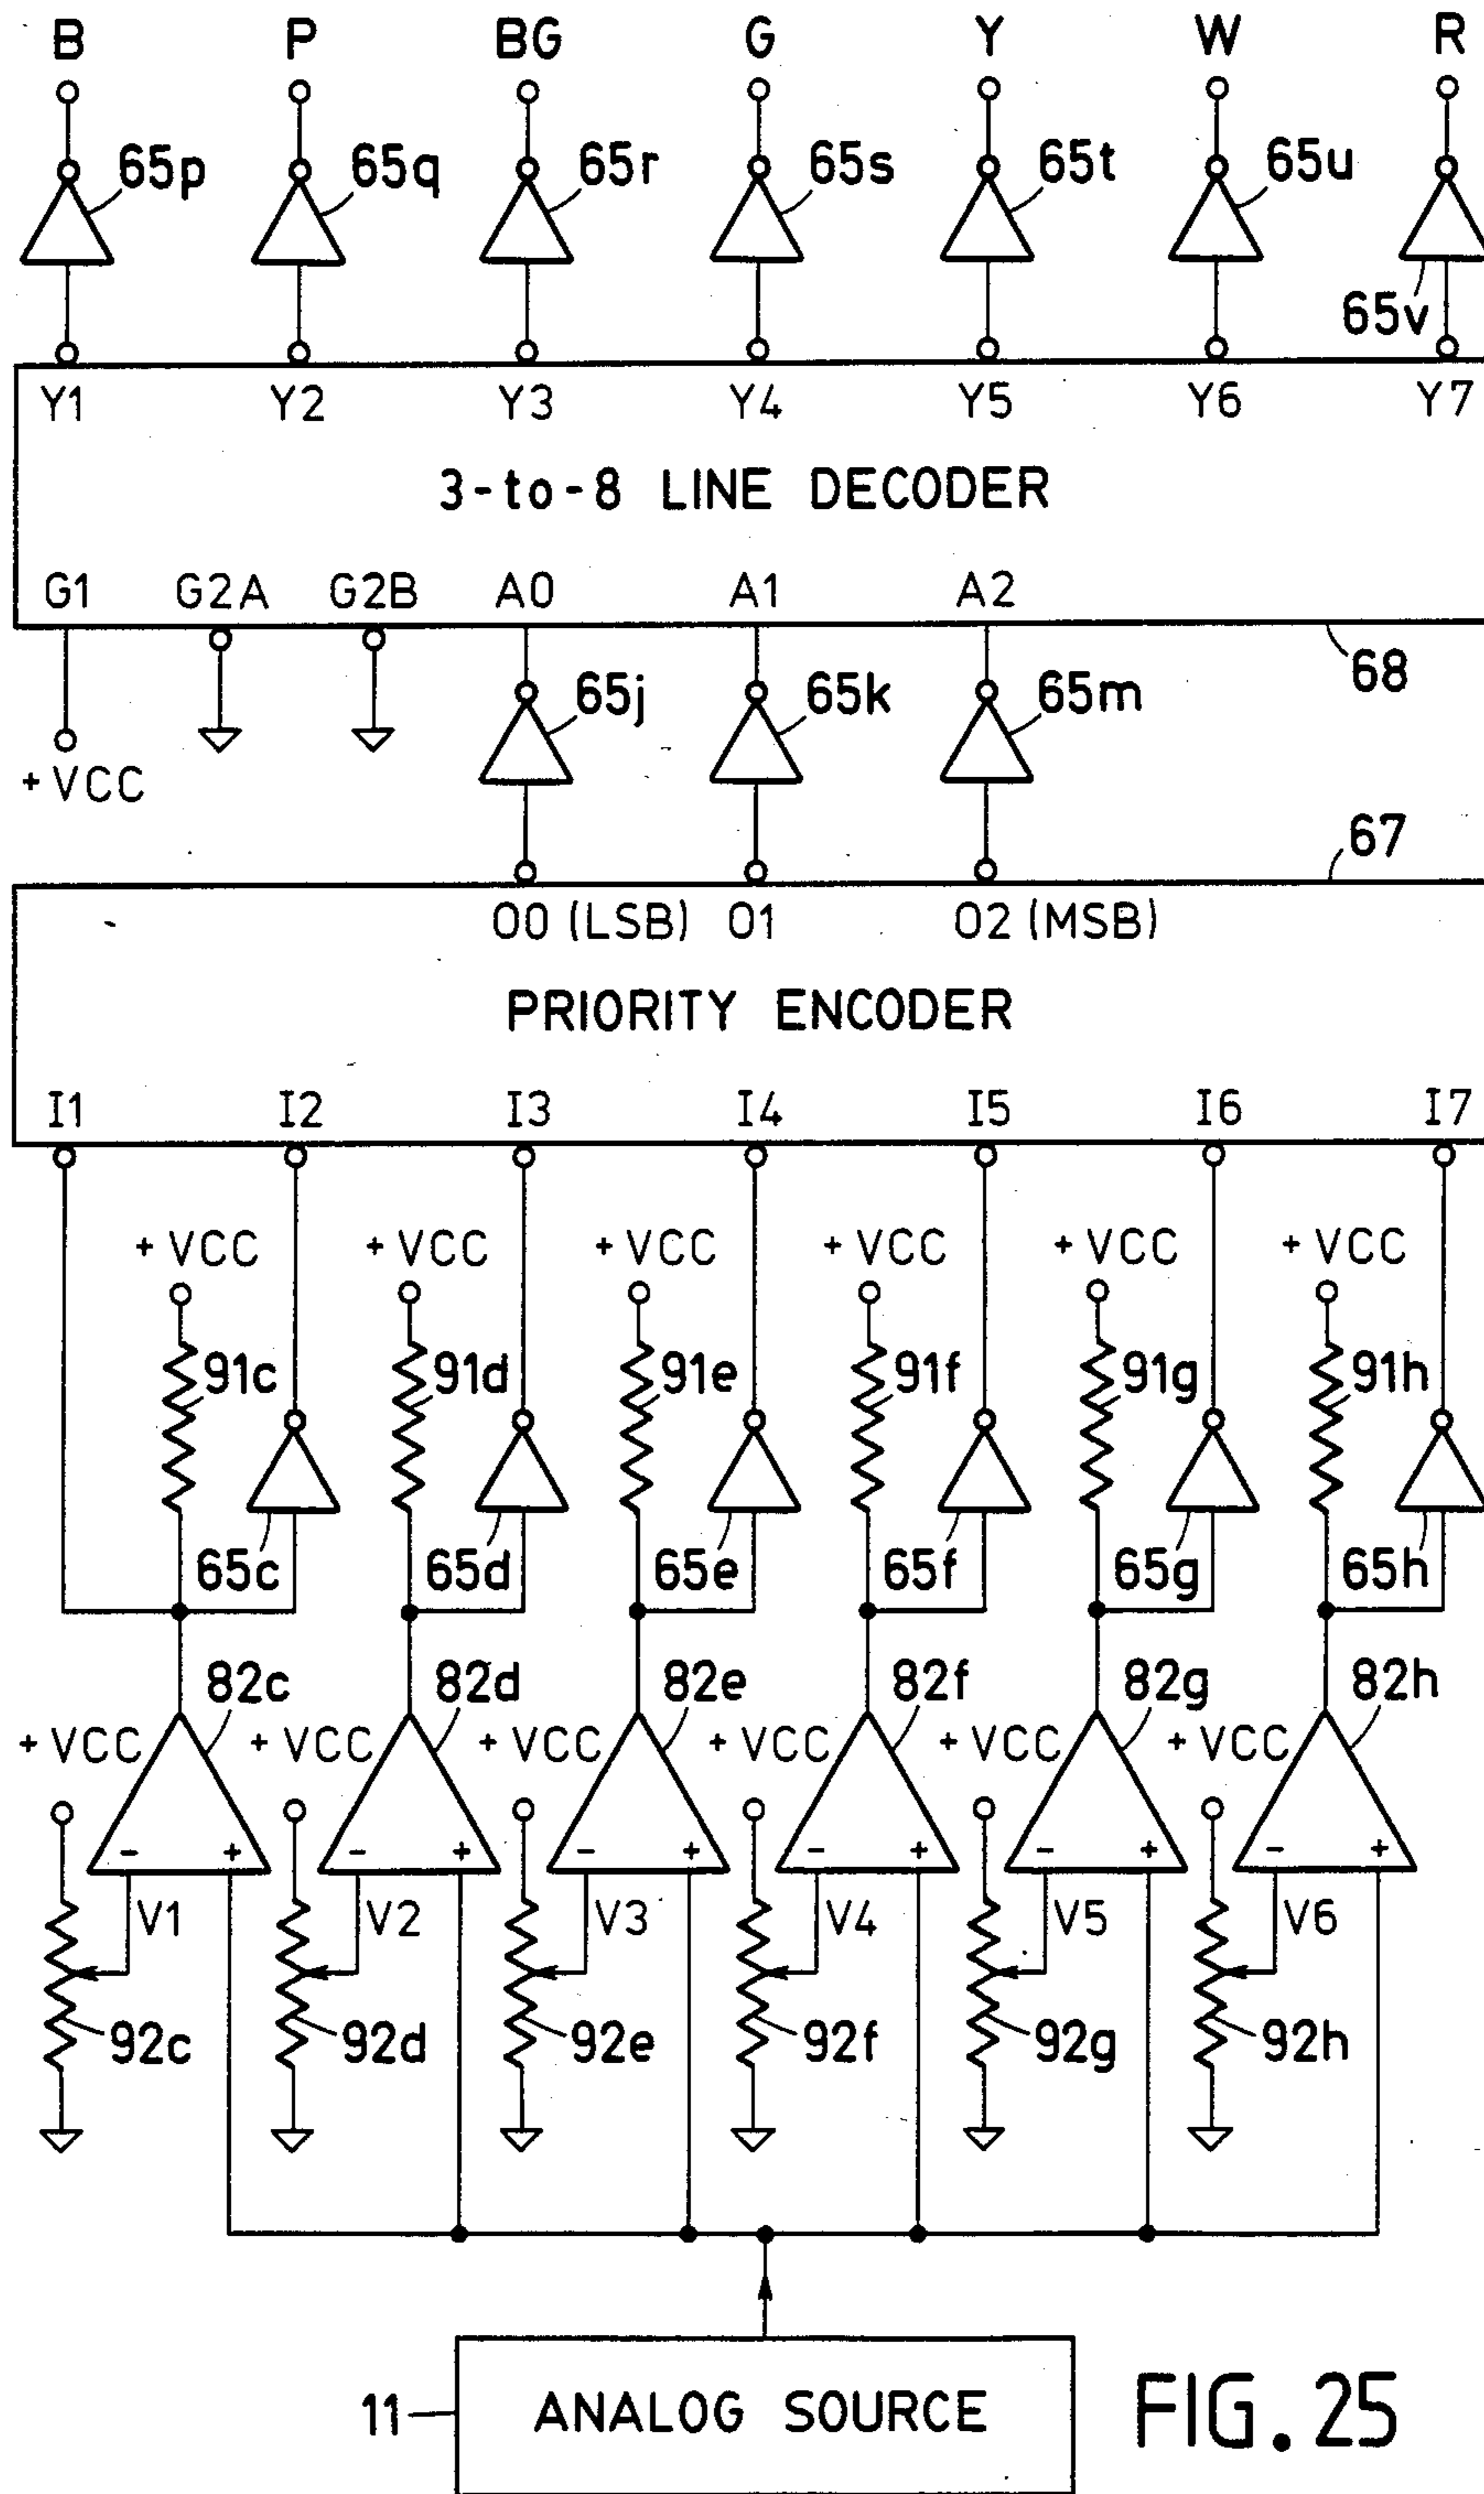 B P BG G Y W R
65p 65q 65r 65s 65t 65u
65v
Y1 Y2 Y3 Y4 Y5 Y6 Y7
3-to-8 LINE DECODER
G1 G2A G2B A0 A1 A2
68
65j 65k 65m
+VCC
67
O0 (LSB) O1 O2 (MSB)
PRIORITY ENCODER
I1 I2 I3 I4 I5 I6 I7
+VCC +VCC +VCC +VCC +VCC +VCC
91c 91d 91e 91f 91g 91h
65c 65d 65e 65f 65g 65h
82c 82d 82e 82f 82g 82h
+VCC +VCC +VCC +VCC +VCC +VCC
- + - + - + - + - + - +
V1 V2 V3 V4 V5 V6
92c 92d 92e 92f 92g 92h
11 ANALOG SOURCE
FIG. 25